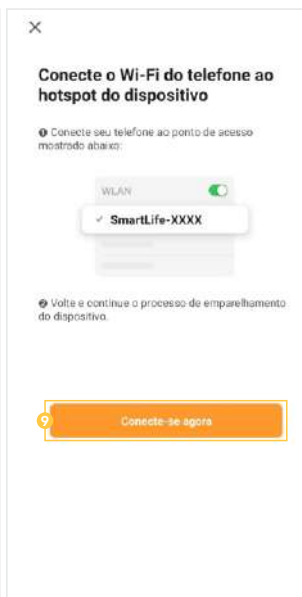 Conecte o Wi-Fi do telefone ao
hotspot do dispositivo
❶ Conecte seu telefone ao ponto de acesso
mostrado abaixo:
WLAN
✓ SmartLife-XXXX
❷ Volte e continue o processo de emparelhamento
do dispositivo.
9 Conecte-se agora